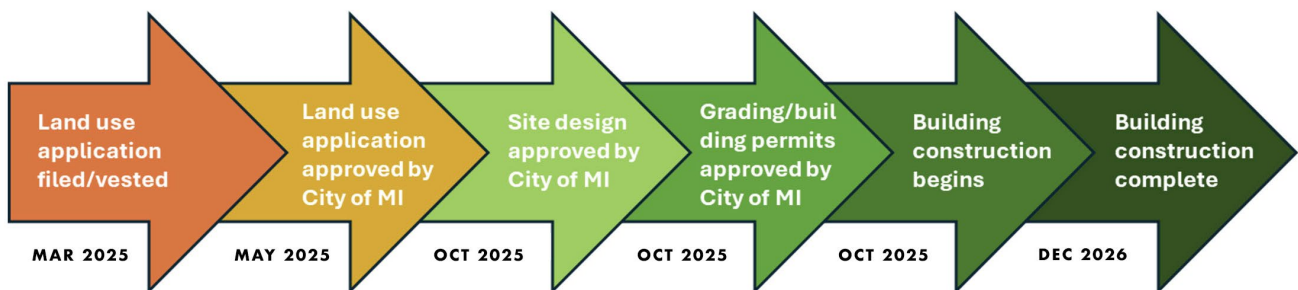 Land use
application
filed/vested
Land use
application
approved by
City of MI
Site design
approved by
City of MI
Grading/buil
ding permits
approved by
City of MI
Building
construction
begins
Building
construction
complete
MAR 2025
MAY 2025
OCT 2025
OCT 2025
OCT 2025
DEC 2026